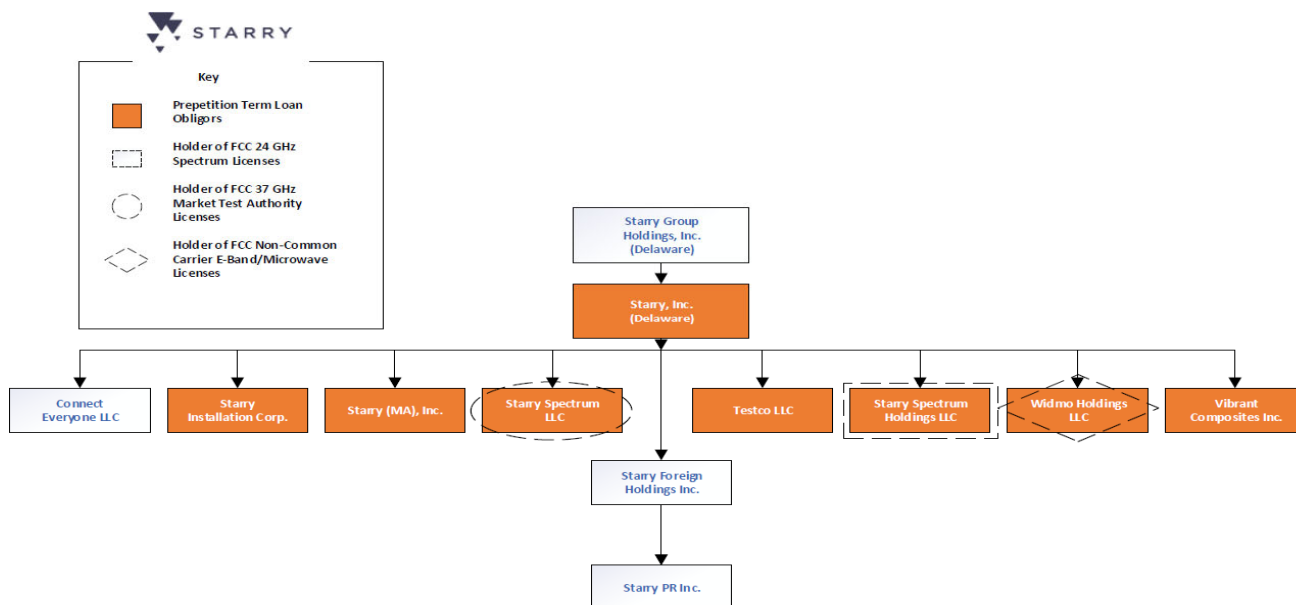 STARRY
Key
Prepetition Term Loan
Obligors
Holder of FCC 24 GHz
Spectrum Licenses
Holder of FCC 37 GHz
Market Test Authority
Licenses
Holder of FCC Non-Common
Carrier E-Band/Microwave
Licenses
Starry Group
Holdings, Inc.
(Delaware)
Starry, Inc.
(Delaware)
Connect
Everyone LLC
Starry
Installation Corp.
Starry (MA), Inc.
Starry Spectrum
LLC
Testco LLC
Starry Spectrum
Holdings LLC
Widmo Holdings
LLC
Vibrant
Composites Inc.
Starry Foreign
Holdings Inc.
Starry PR Inc.